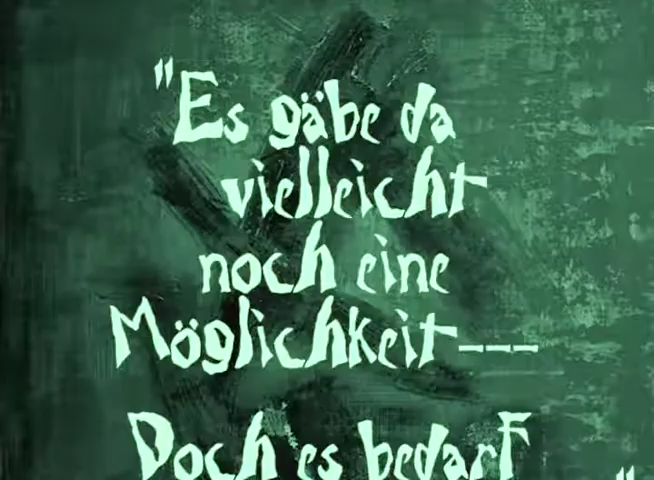 "Es gäbe da
vielleicht
noch eine
Möglichkeit---
Doch es bedarf
"